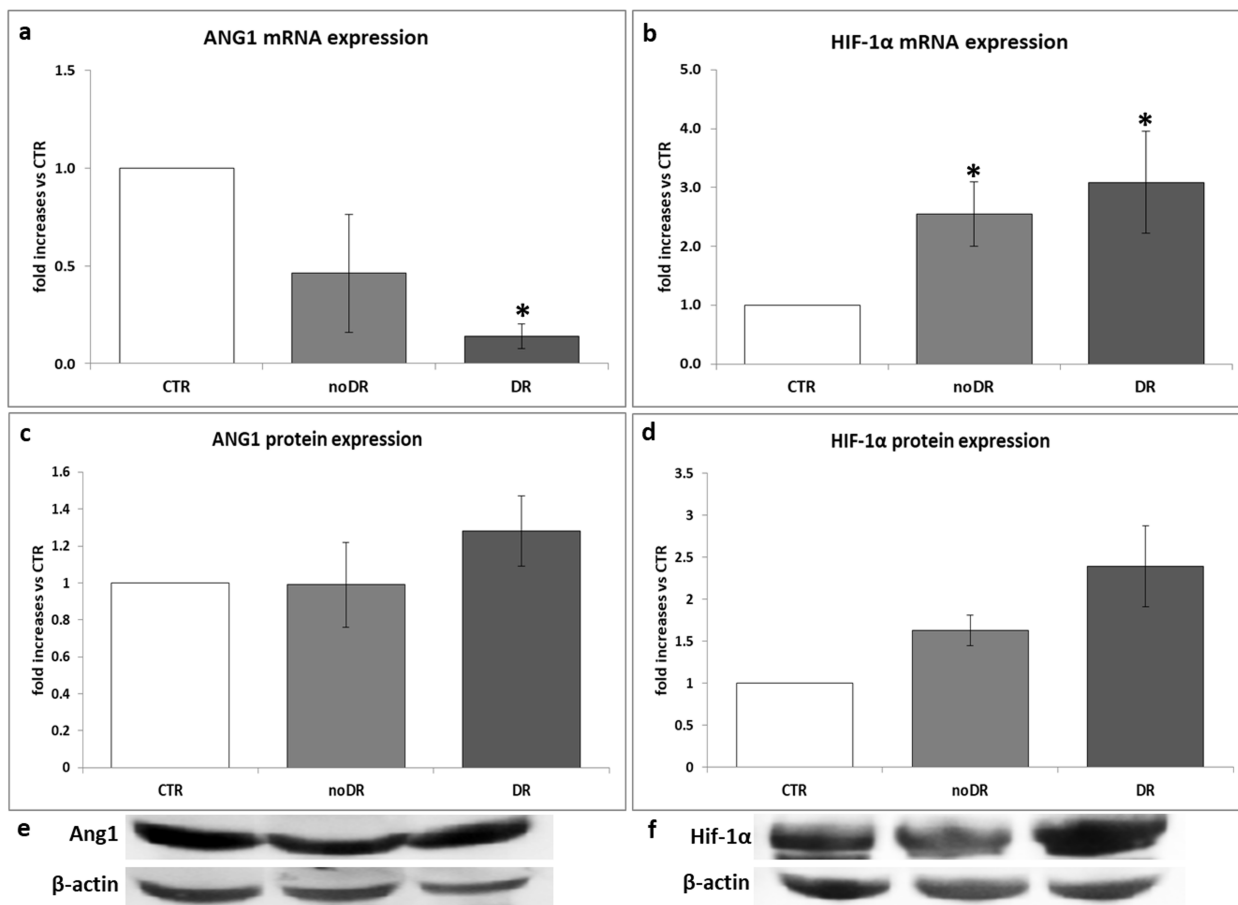 a
ANG1 mRNA expression
fold increases vs CTR
1.5
1.0
0.5
0.0
*
CTR noDR DR
b
HIF-1α mRNA expression
fold increases vs CTR
5.0
4.0
3.0
2.0
1.0
0.0
*
*
CTR noDR DR
c
ANG1 protein expression
fold increases vs CTR
1.6
1.4
1.2
1
0.8
0.6
0.4
0.2
0
CTR noDR DR
d
HIF-1α protein expression
fold increases vs CTR
3.5
3
2.5
2
1.5
1
0.5
0
CTR noDR DR
e
Ang1
β-actin
f
Hif-1α
β-actin